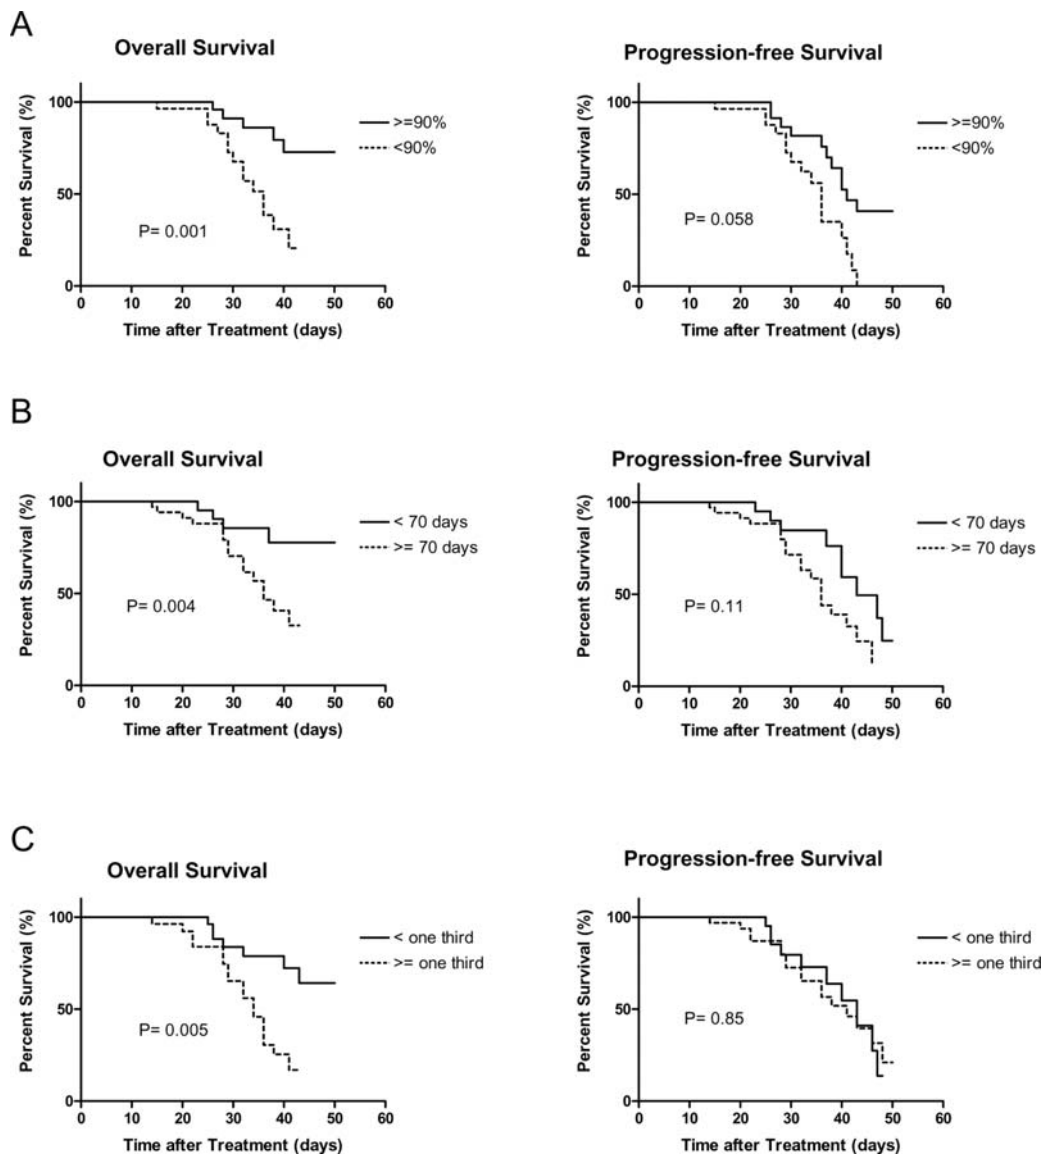 A
Overall Survival
Percent Survival (%)
100
50
0
0 10 20 30 40 50 60
Time after Treatment (days)
>=90%
<90%
P= 0.001
Progression-free Survival
Percent Survival (%)
100
50
0
0 10 20 30 40 50 60
Time after Treatment (days)
>=90%
<90%
P= 0.058
B
Overall Survival
Percent Survival (%)
100
50
0
0 10 20 30 40 50 60
Time after Treatment (days)
< 70 days
>= 70 days
P= 0.004
Progression-free Survival
Percent Survival (%)
100
50
0
0 10 20 30 40 50 60
Time after Treatment (days)
< 70 days
>= 70 days
P= 0.11
C
Overall Survival
Percent Survival (%)
100
50
0
0 10 20 30 40 50 60
Time after Treatment (days)
< one third
>= one third
P= 0.005
Progression-free Survival
Percent Survival (%)
100
50
0
0 10 20 30 40 50 60
Time after Treatment (days)
< one third
>= one third
P= 0.85